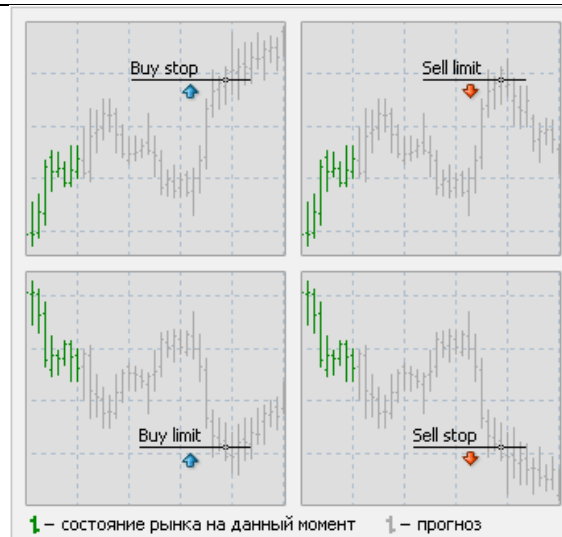 Buy stop
Sell limit
Buy limit
Sell stop
– состояние рынка на данный момент
– прогноз